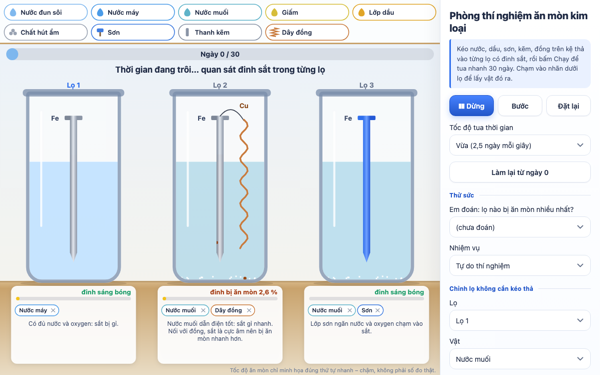 Nước đun sôi
Nước máy
Nước muối
Giấm
Lớp dầu
Chất hút ẩm
Sơn
Thanh kẽm
Dây đồng
Ngày 0 / 30
Thời gian đang trôi... quan sát đinh sắt trong từng lọ
Lọ 1
Lọ 2
Lọ 3
Fe
Fe
Cu
Fe
đinh sáng bóng
Nước máy ×
Có đủ nước và oxygen: sắt bị gỉ.
đinh bị ăn mòn 2,6 %
Nước muối ×
Dây đồng ×
Nước muối dẫn điện tốt: sắt gỉ nhanh.
Nối với đồng, sắt là cực âm nên bị ăn
mòn nhanh hơn.
đinh sáng bóng
Nước muối ×
Sơn ×
Lớp sơn ngăn nước và oxygen chạm vào
sắt.
Tốc độ ăn mòn chỉ minh họa đúng thứ tự nhanh – chậm, không phải số đo thật.
Phòng thí nghiệm ăn mòn kim
loại
Kéo nước, dầu, sơn, kẽm, đồng trên kệ thả
vào từng lọ có đinh sắt, rồi bấm Chạy để
tua nhanh 30 ngày. Chạm vào nhãn dưới
lọ để lấy vật đó ra.
Dừng
Bước
Đặt lại
Tốc độ tua thời gian
Vừa (2,5 ngày mỗi giây)
Làm lại từ ngày 0
Thử sức
Em đoán: lọ nào bị ăn mòn nhiều nhất?
(chưa đoán)
Nhiệm vụ
Tự do thí nghiệm
Chỉnh lọ không cần kéo thả
Lọ
Lọ 1
Vật
Nước muối